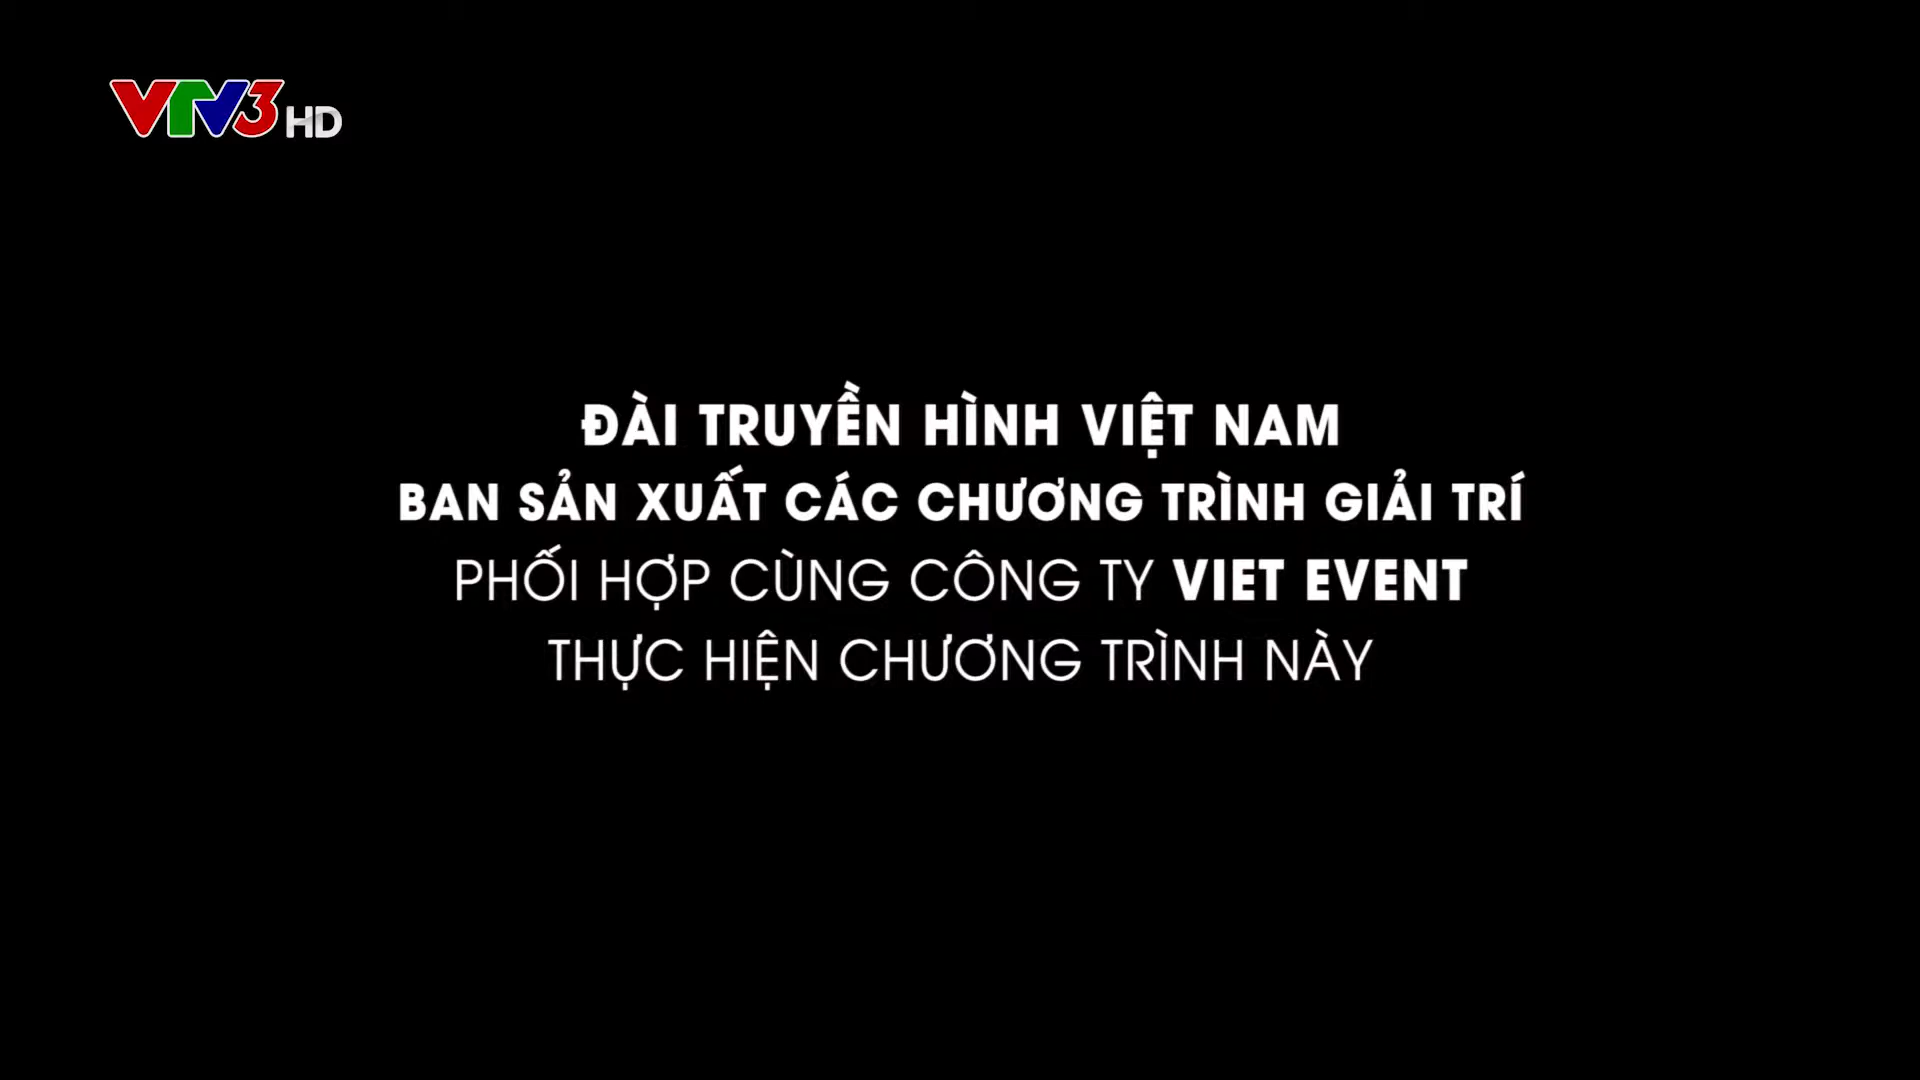 VTV3 HD
ĐÀI TRUYỀN HÌNH VIỆT NAM
BAN SẢN XUẤT CÁC CHƯƠNG TRÌNH GIẢI TRÍ
PHỐI HỢP CÙNG CÔNG TY VIET EVENT
THỰC HIỆN CHƯƠNG TRÌNH NÀY